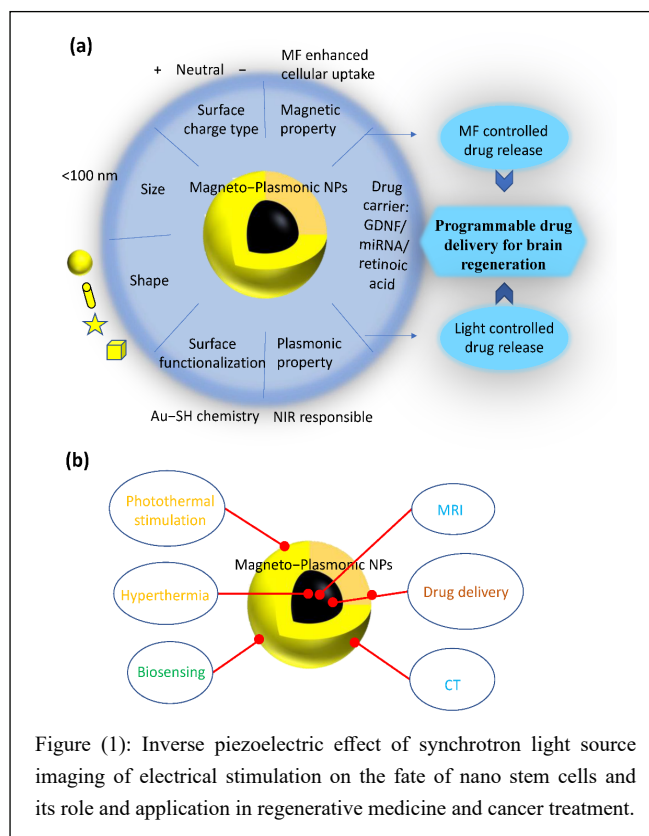 (a)
+ Neutral −
MF enhanced
cellular uptake
Surface
charge type
Magnetic
property
MF controlled
drug release
<100 nm
Size
Magneto−Plasmonic NPs
Drug
carrier:
GDNF/
miRNA/
retinoic
acid
Programmable drug
delivery for brain
regeneration
Shape
Surface
functionalization
Plasmonic
property
Light controlled
drug release
Au−SH chemistry
NIR responsible
(b)
Photothermal
stimulation
MRI
Magneto−Plasmonic NPs
Hyperthermia
Drug delivery
Biosensing
CT
Figure (1): Inverse piezoelectric effect of synchrotron light source
imaging of electrical stimulation on the fate of nano stem cells and
its role and application in regenerative medicine and cancer treatment.